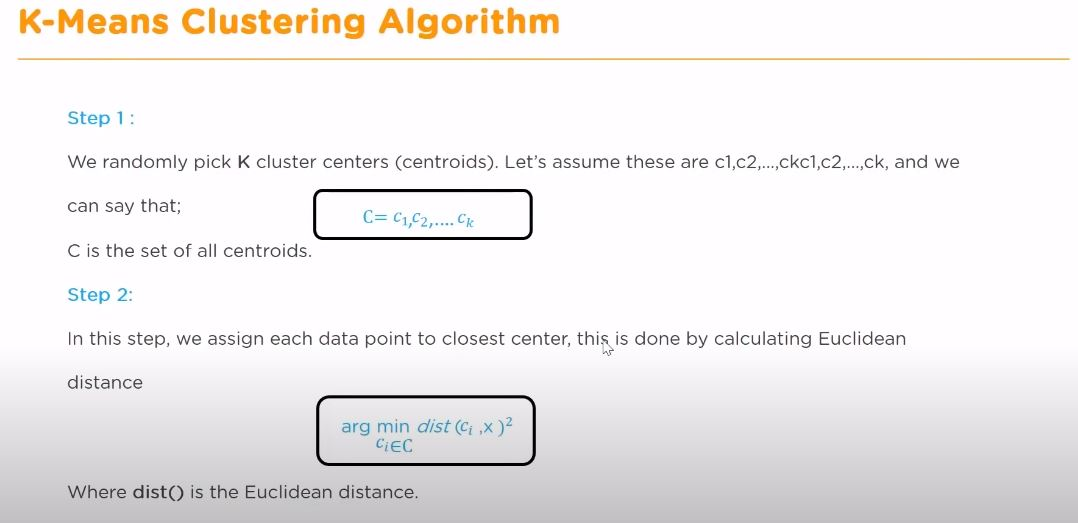 K-Means Clustering Algorithm
Step 1 :
We randomly pick K cluster centers (centroids). Let’s assume these are c1,c2,...,ckc1,c2,...,ck, and we
can say that;
C= c₁,c₂,.... cₖ
C is the set of all centroids.
Step 2:
In this step, we assign each data point to closest center, this is done by calculating Euclidean
distance
arg min dist (cᵢ ,x )²
cᵢ∈C
Where dist() is the Euclidean distance.